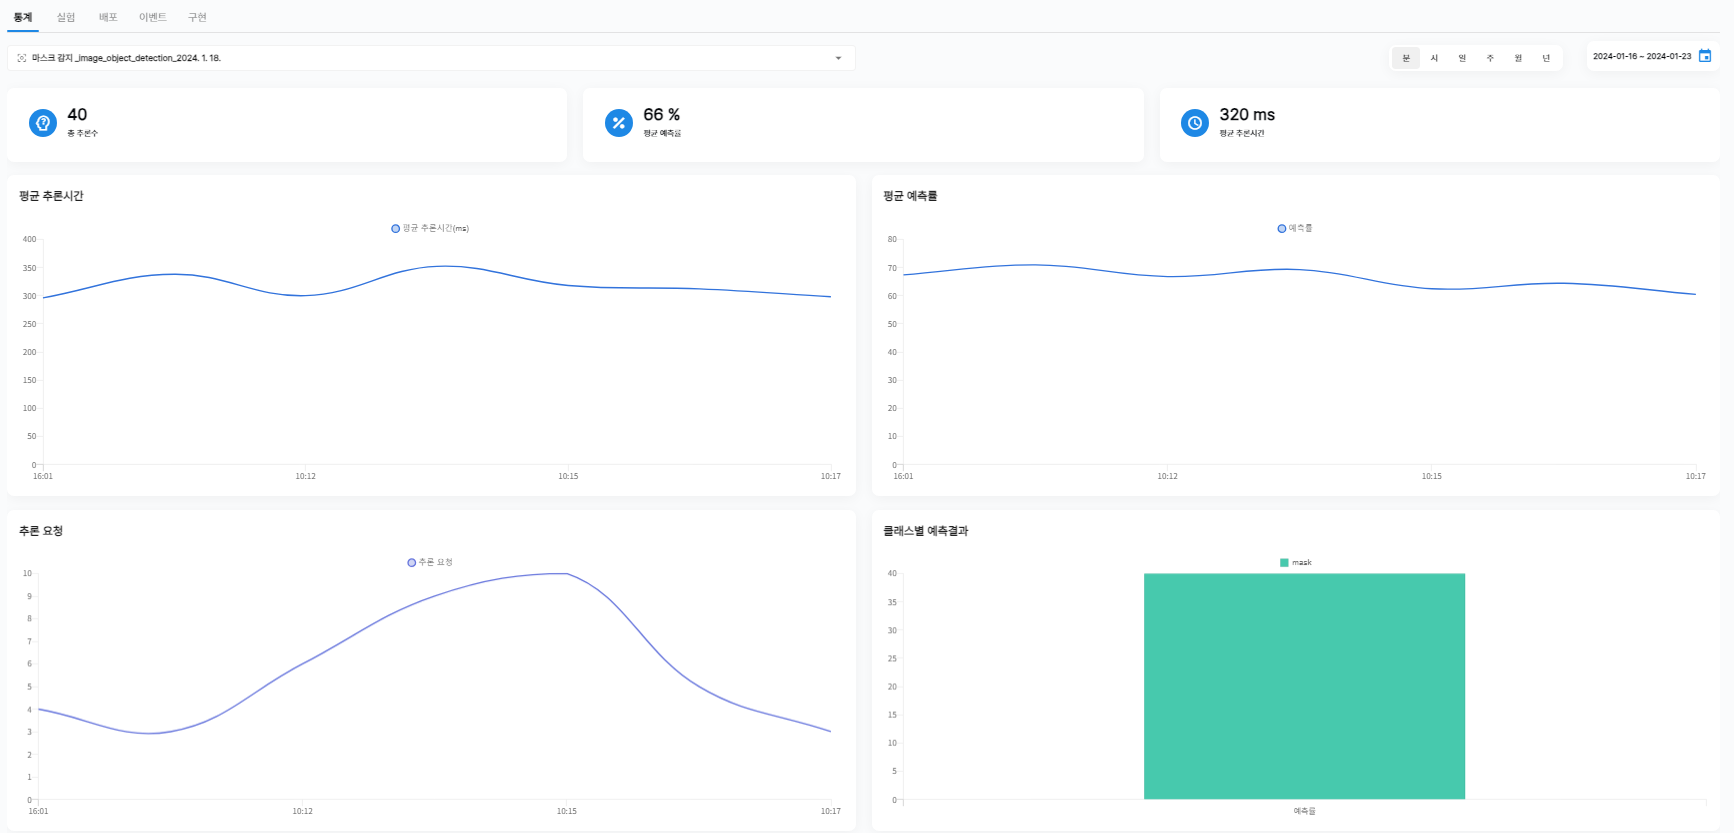 통계 실험 배포 이벤트 구현
마스크 감지_image_object_detection_2024. 1. 18.
분 시 일 주 월 년
2024-01-16 ~ 2024-01-23
40
총 추론수
66 %
평균 예측률
320 ms
평균 추론시간
평균 추론시간
평균 추론시간(ms)
400
350
300
250
200
150
100
50
0
16:01 10:12 10:15 10:17
평균 예측률
예측률
80
70
60
50
40
30
20
10
0
16:01 10:12 10:15 10:17
추론 요청
추론 요청
10
9
8
7
6
5
4
3
2
1
0
16:01 10:12 10:15 10:17
클래스별 예측결과
mask
40
35
30
25
20
15
10
5
0
예측률